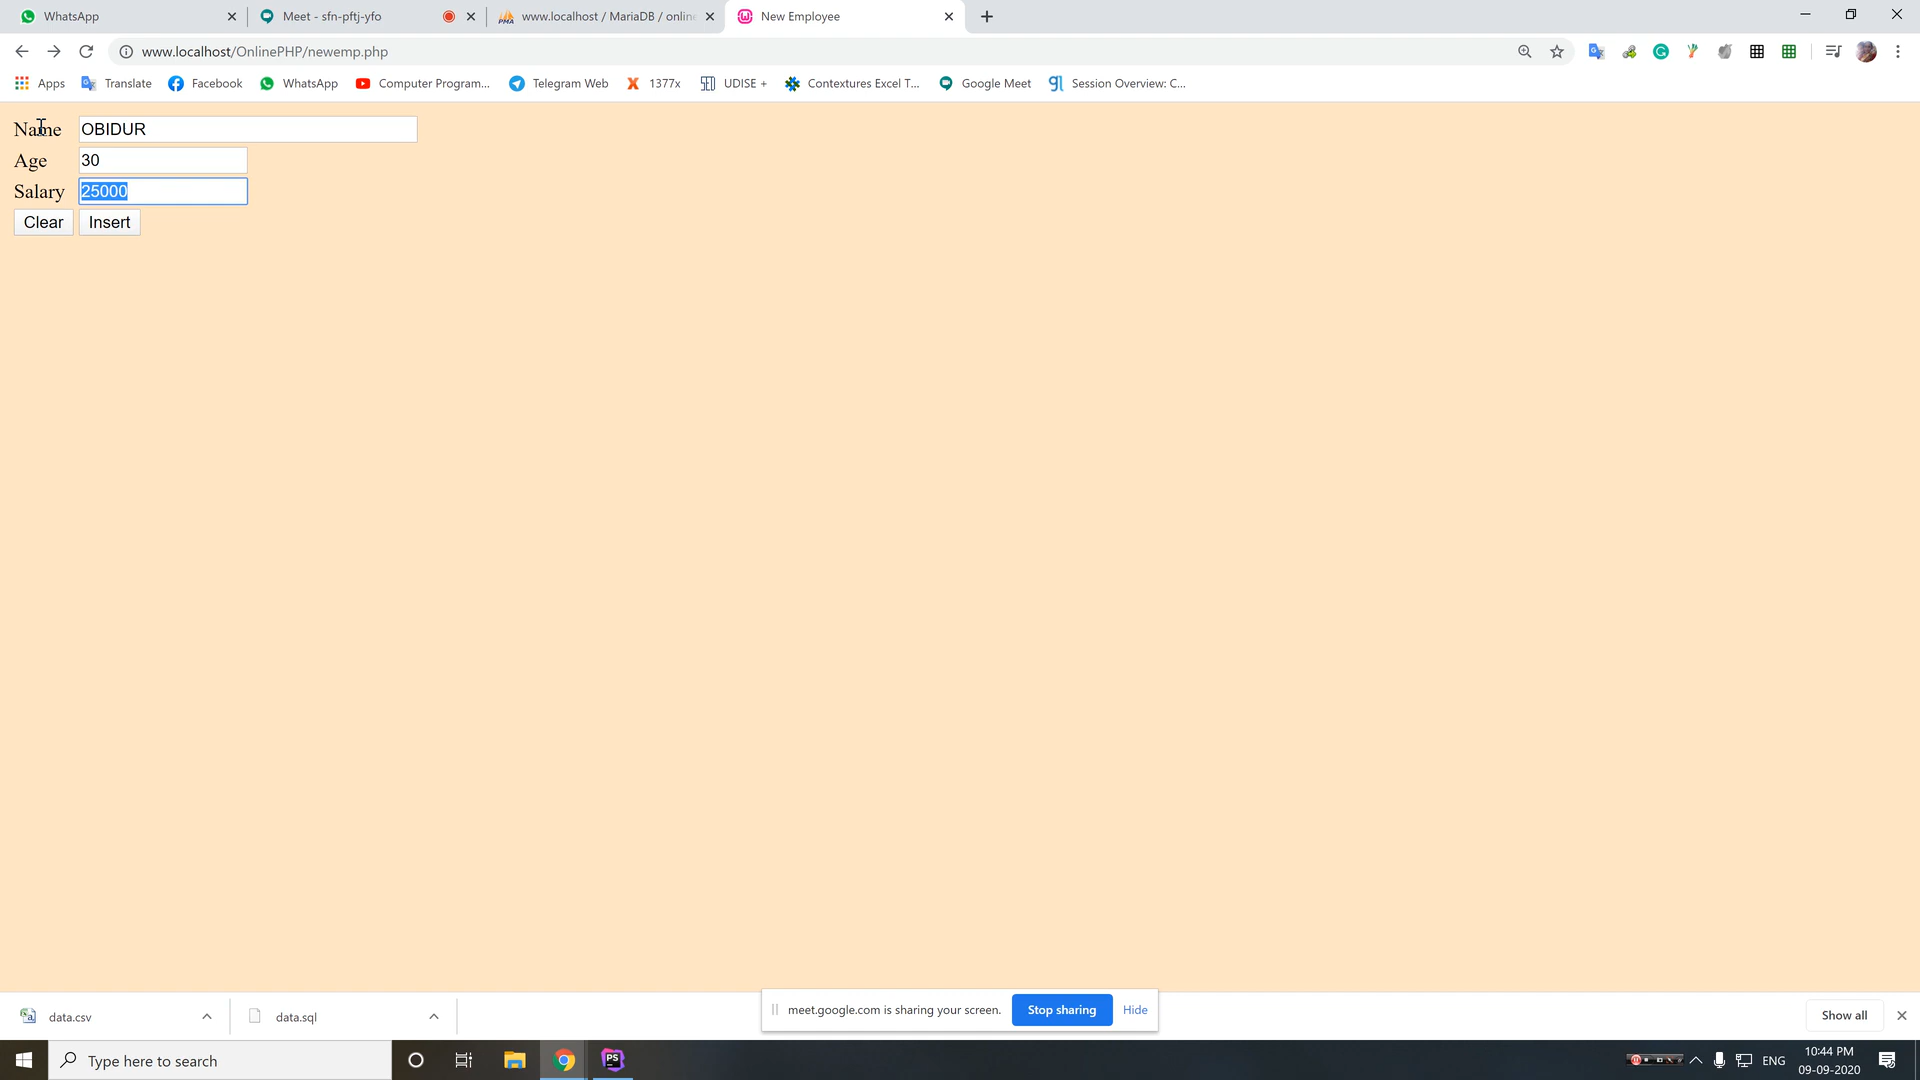 WhatsApp
Meet - sfn-pftj-yfo
www.localhost / MariaDB / online
New Employee
www.localhost/OnlinePHP/newemp.php
Apps
Translate
Facebook
WhatsApp
Computer Program...
Telegram Web
1377x
UDISE +
Contextures Excel T...
Google Meet
Session Overview: C...
Name OBIDUR
Age 30
Salary 25000
Clear Insert
data.csv
data.sql
meet.google.com is sharing your screen.
Stop sharing
Hide
Show all
Type here to search
PS
ENG
10:44 PM
09-09-2020